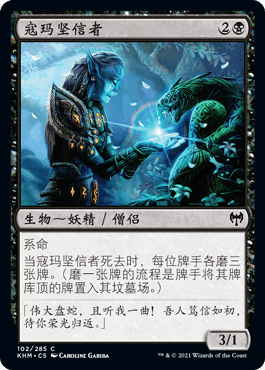 寇玛坚信者 2
生物~妖精 / 僧侣
系命
当寇玛坚信者死去时，每位牌手各磨三
张牌。（磨一张牌的流程是牌手将其牌
库顶的牌置入其坟墓场。）
「伟大盘蛇，且听我一曲！吾人笃信如初，
待你荣光归返。」
3/1
102/285 C
KHM • CS CAROLINE GARIBA
™ & © 2021 Wizards of the Coast